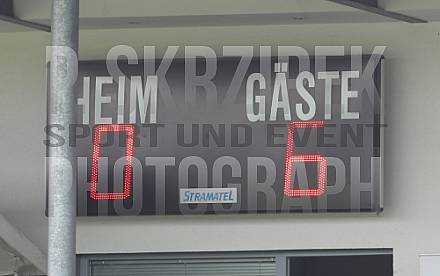 P. SKRZIPEK
HEIM GÄSTE
SPORT UND EVENT
0 6
PHOTOGRAPH
STRAMATEL